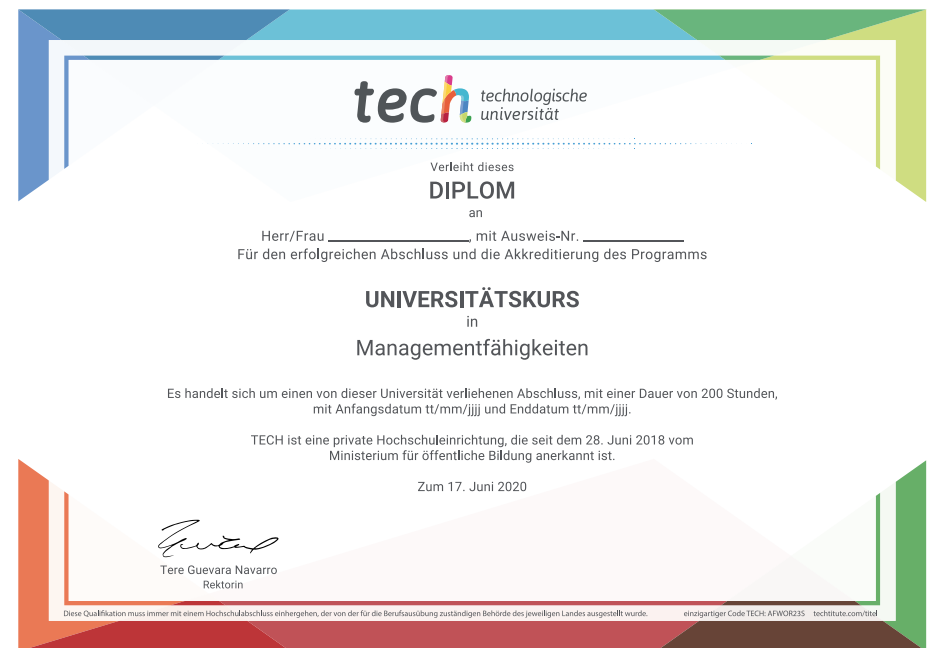 tech technologische
universität
Verleiht dieses
DIPLOM
an
Herr/Frau ____________, mit Ausweis-Nr. ____________
Für den erfolgreichen Abschluss und die Akkreditierung des Programms
UNIVERSITÄTSKURS
in
Managementfähigkeiten
Es handelt sich um einen von dieser Universität verliehenen Abschluss, mit einer Dauer von 200 Stunden,
mit Anfangsdatum tt/mm/jjjj und Enddatum tt/mm/jjjj.
TECH ist eine private Hochschuleinrichtung, die seit dem 28. Juni 2018 vom
Ministerium für öffentliche Bildung anerkannt ist.
Zum 17. Juni 2020
Tere Guevara Navarro
Rektorin
Diese Qualifikation muss immer mit einem Hochschulabschluss einhergehen, der von der für die Berufsausübung zuständigen Behörde des jeweiligen Landes ausgestellt wurde. einzigartiger Code TECH: AFWOR23S techtitute.com/titel